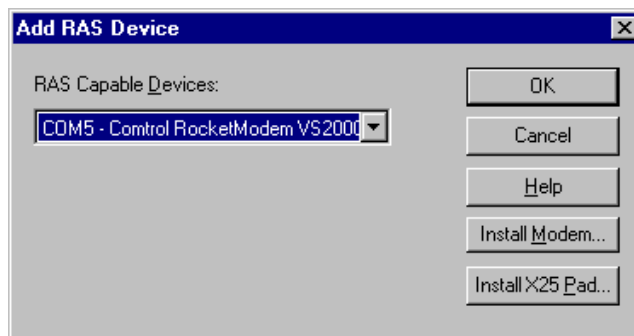 Add RAS Device
RAS Capable Devices:
COM5 - Comtrol RocketModem VS2000
OK
Cancel
Help
Install Modem...
Install X25 Pad...